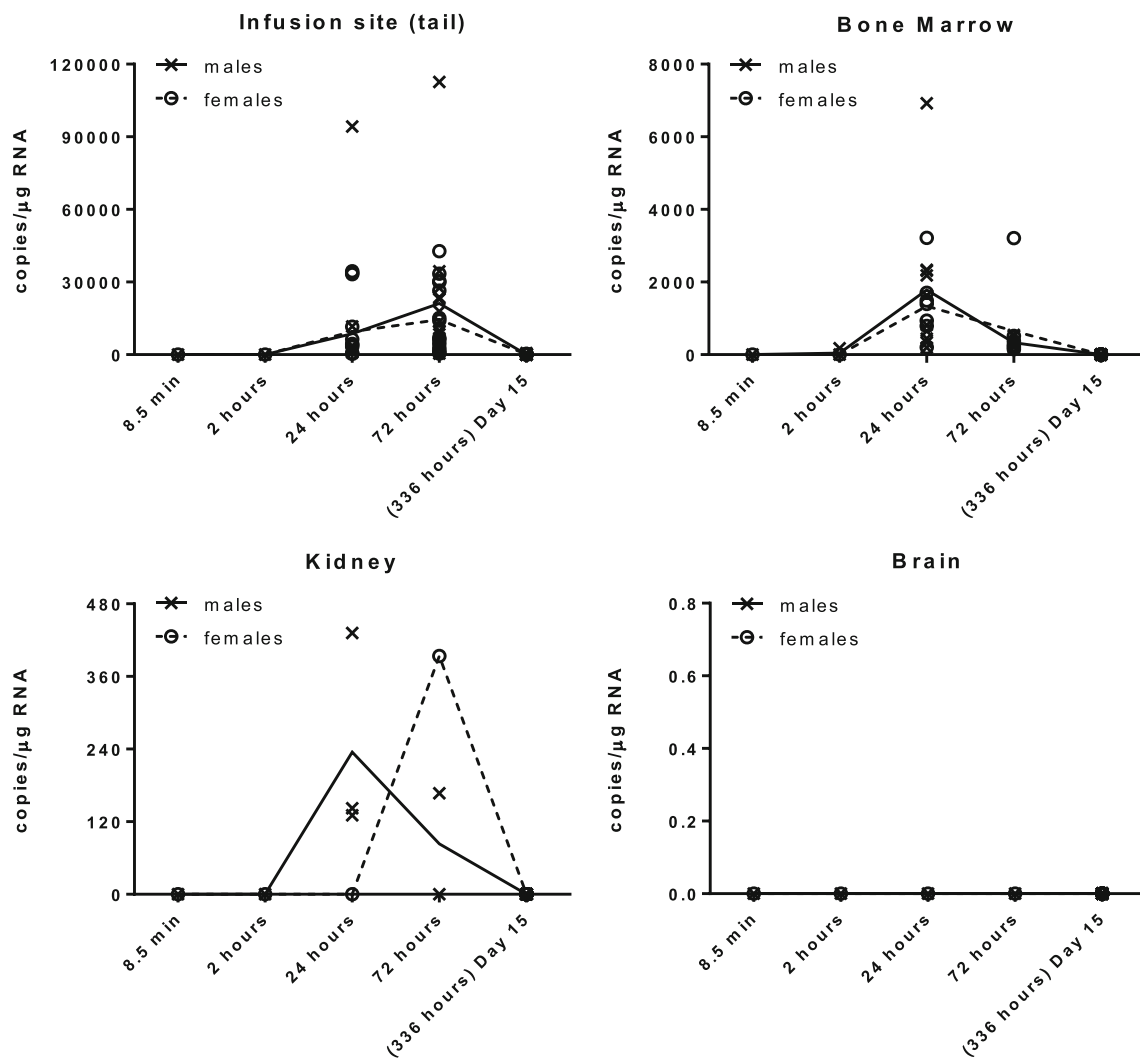 Infusion site (tail)
copies/μg RNA
120000
90000
60000
30000
0
males
females
8.5 min
2 hours
24 hours
72 hours
(336 hours) Day 15
Bone Marrow
copies/μg RNA
8000
6000
4000
2000
0
males
females
8.5 min
2 hours
24 hours
72 hours
(336 hours) Day 15
Kidney
copies/μg RNA
480
360
240
120
0
males
females
8.5 min
2 hours
24 hours
72 hours
(336 hours) Day 15
Brain
copies/μg RNA
0.8
0.6
0.4
0.2
0.0
males
females
8.5 min
2 hours
24 hours
72 hours
(336 hours) Day 15